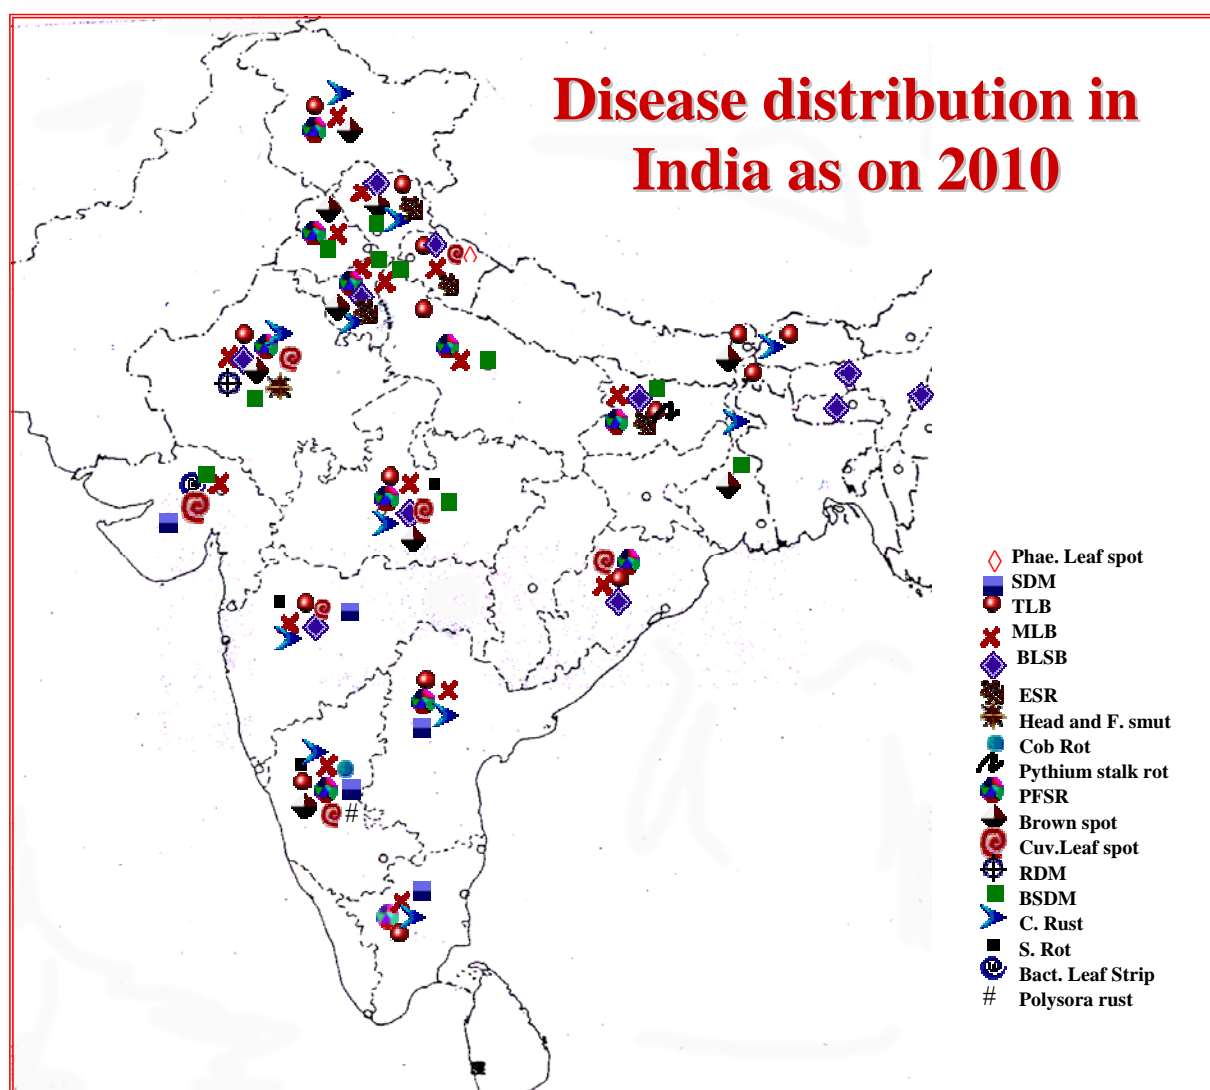 Disease distribution in
India as on 2010
Phae. Leaf spot
SDM
TLB
MLB
BLSB
ESR
Head and F. smut
Cob Rot
Pythium stalk rot
PFSR
Brown spot
Cuv.Leaf spot
RDM
BSDM
C. Rust
S. Rot
Bact. Leaf Strip
# Polysora rust
#